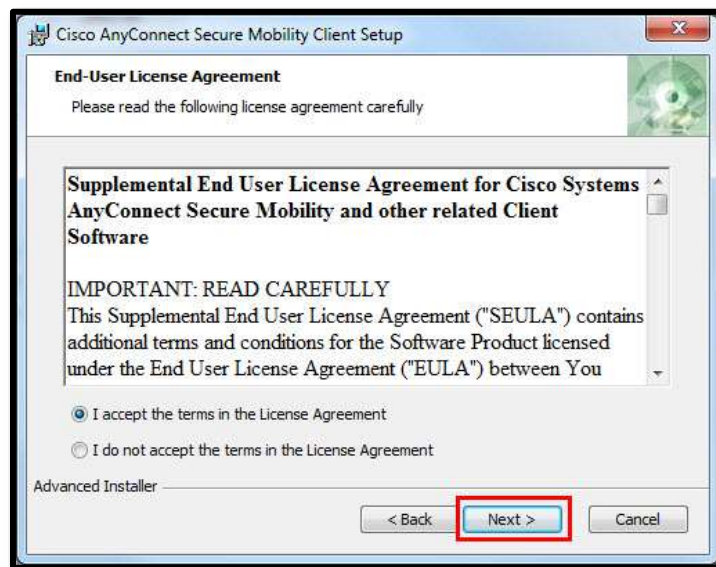 Cisco AnyConnect Secure Mobility Client Setup
End-User License Agreement
Please read the following license agreement carefully
Supplemental End User License Agreement for Cisco Systems
AnyConnect Secure Mobility and other related Client
Software
IMPORTANT: READ CAREFULLY
This Supplemental End User License Agreement ("SEULA") contains
additional terms and conditions for the Software Product licensed
under the End User License Agreement ("EULA") between You
I accept the terms in the License Agreement
I do not accept the terms in the License Agreement
Advanced Installer
< Back Next > Cancel